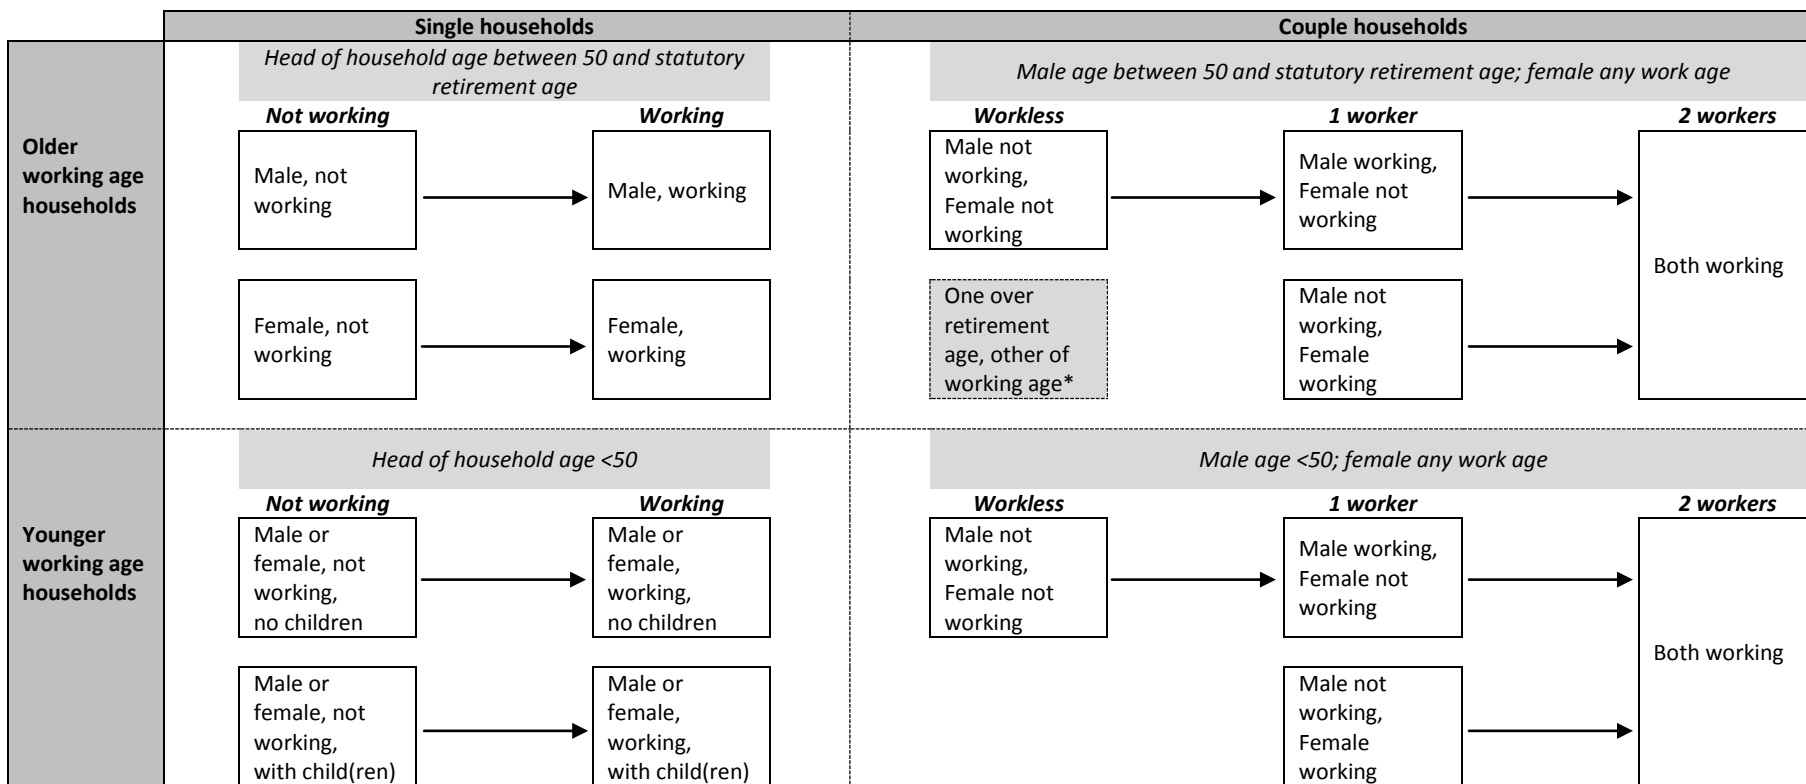 Single households
Couple households
Older
working age
households
Head of household age between 50 and statutory
retirement age
Not working
Working
Male, not
working
Male, working
Female, not
working
Female,
working
Male age between 50 and statutory retirement age; female any work age
Workless
1 worker
2 workers
Male not
working,
Female not
working
Male working,
Female not
working
Both working
One over
retirement
age, other of
working age*
Male not
working,
Female
working
Younger
working age
households
Head of household age <50
Not working
Working
Male or
female, not
working,
no children
Male or
female,
working,
no children
Male or
female, not
working,
with child(ren)
Male or
female,
working,
with child(ren)
Male age <50; female any work age
Workless
1 worker
2 workers
Male not
working,
Female not
working
Male working,
Female not
working
Both working
Male not
working,
Female
working